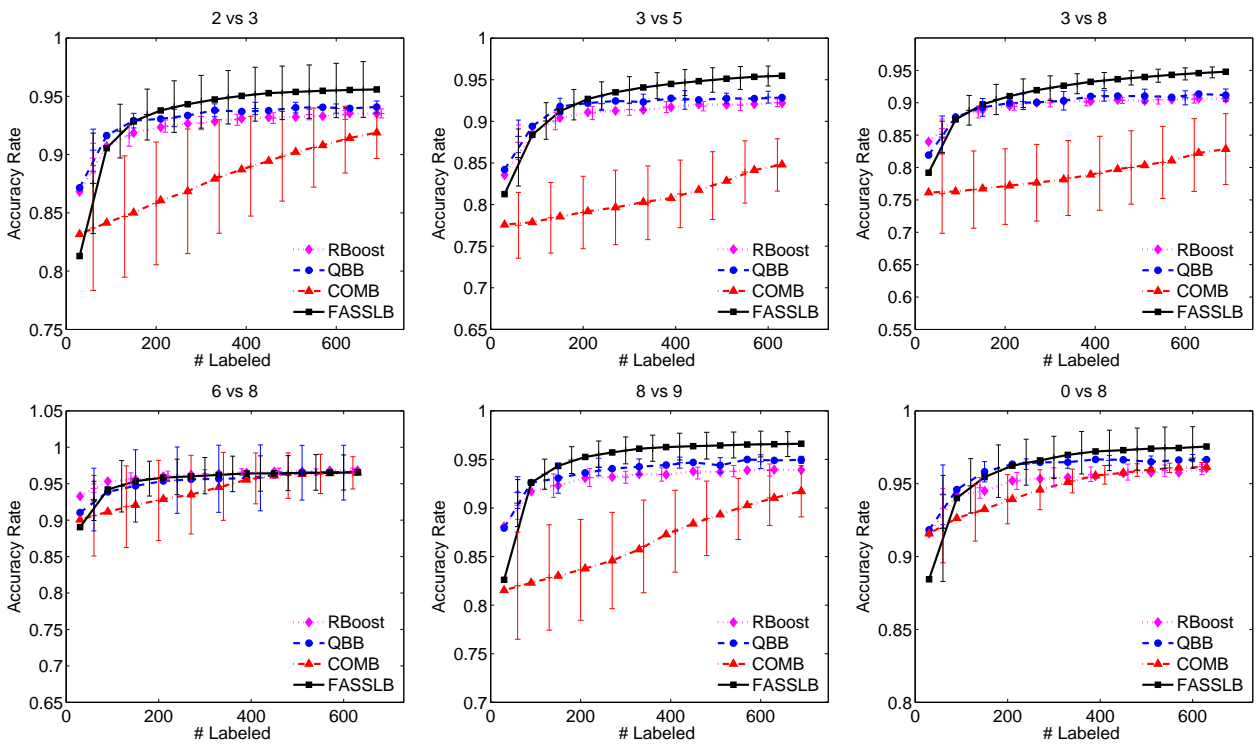 2 vs 3
1
0.95
0.9
0.85
0.8
0.75
0 200 400 600
Accuracy Rate
# Labeled
RBoost
QBB
COMB
FASSLB
3 vs 5
1
0.95
0.9
0.85
0.8
0.75
0.7
0.65
0 200 400 600
Accuracy Rate
# Labeled
RBoost
QBB
COMB
FASSLB
3 vs 8
0.95
0.9
0.85
0.8
0.75
0.7
0.65
0.6
0.55
0 200 400 600
Accuracy Rate
# Labeled
RBoost
QBB
COMB
FASSLB
6 vs 8
1.05
1
0.95
0.9
0.85
0.8
0.75
0.7
0.65
0 200 400 600
Accuracy Rate
# Labeled
RBoost
QBB
COMB
FASSLB
8 vs 9
1
0.95
0.9
0.85
0.8
0.75
0.7
0 200 400 600
Accuracy Rate
# Labeled
RBoost
QBB
COMB
FASSLB
0 vs 8
1
0.95
0.9
0.85
0.8
0 200 400 600
Accuracy Rate
# Labeled
RBoost
QBB
COMB
FASSLB